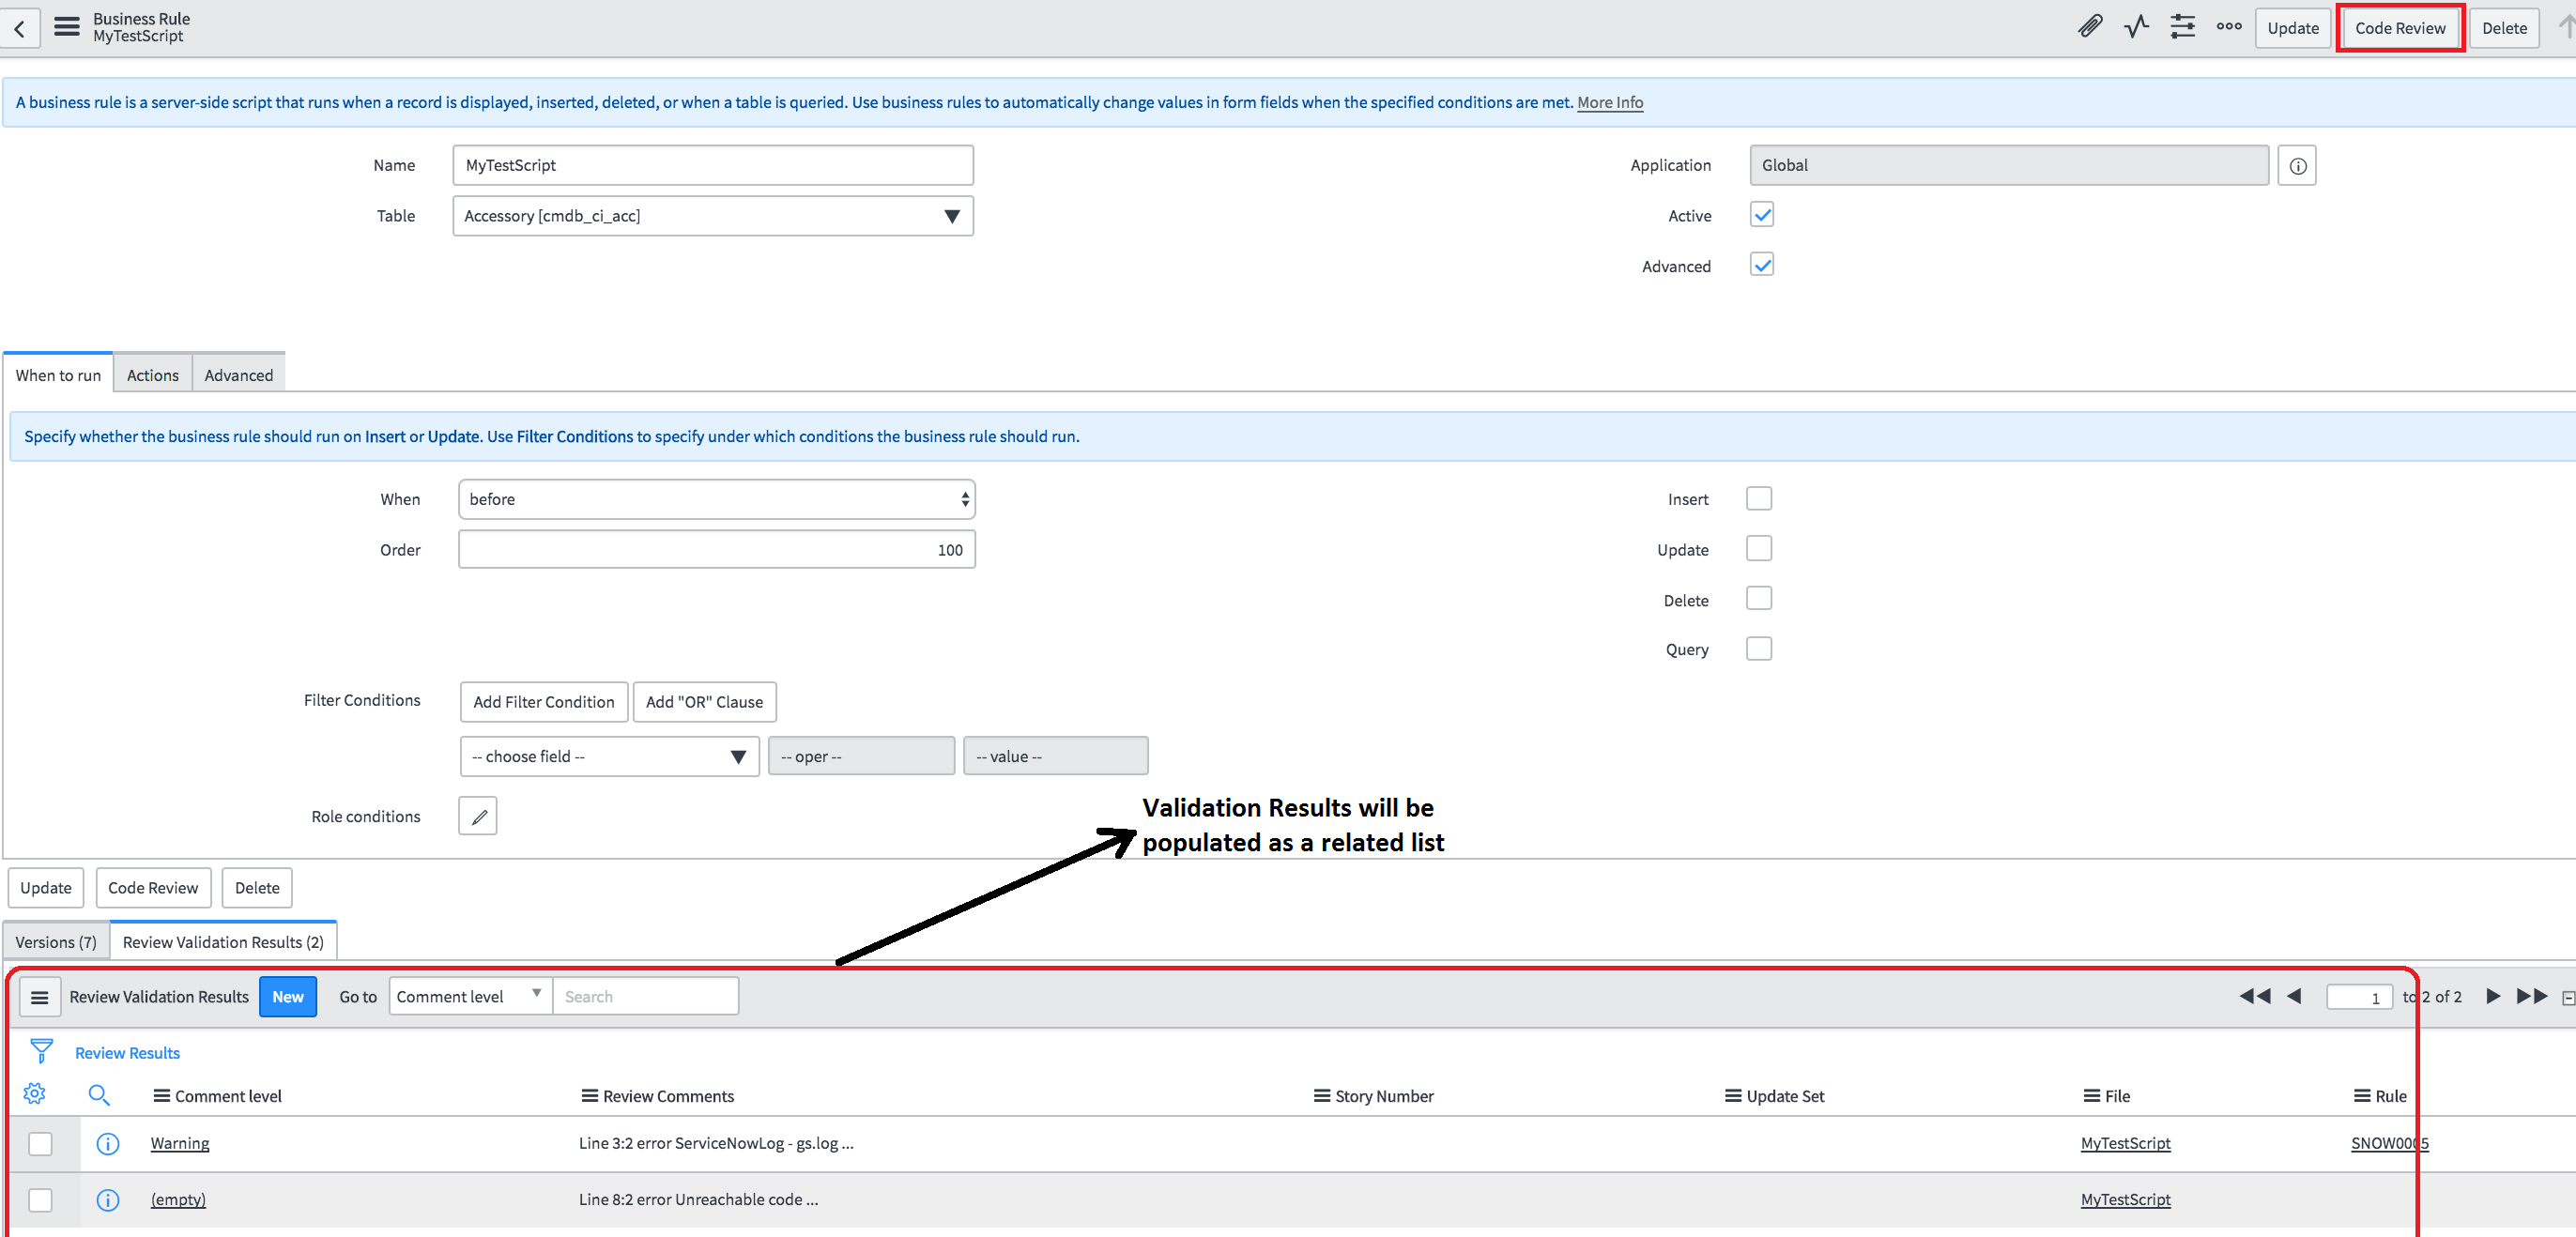 Business Rule
MyTestScript
Update
Code Review
Delete
A business rule is a server-side script that runs when a record is displayed, inserted, deleted, or when a table is queried. Use business rules to automatically change values in form fields when the specified conditions are met. More Info
Name MyTestScript
Application Global
Table Accessory [cmdb_ci_acc]
Active
Advanced
When to run Actions Advanced
Specify whether the business rule should run on Insert or Update. Use Filter Conditions to specify under which conditions the business rule should run.
When before
Insert
Order 100
Update
Delete
Query
Filter Conditions Add Filter Condition Add "OR" Clause
-- choose field -- -- oper -- -- value --
Role conditions
Validation Results will be
populated as a related list
Update Code Review Delete
Versions (7) Review Validation Results (2)
Review Validation Results New Go to Comment level Search 1 to 2 of 2
Review Results
Comment level Review Comments Story Number Update Set File Rule
Warning Line 3:2 error ServiceNowLog - gs.log ... MyTestScript SNOW0005
(empty) Line 8:2 error Unreachable code ... MyTestScript